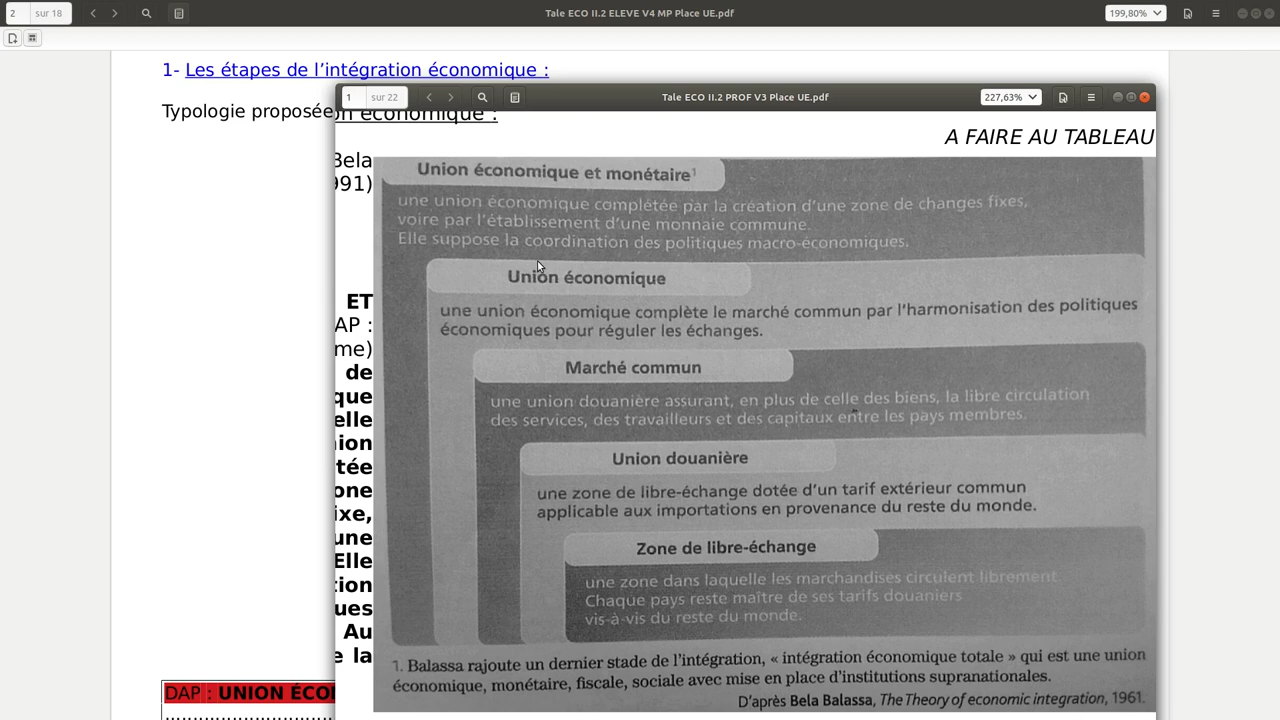 2 sur 18
Tale ECO II.2 ELEVE V4 MP Place UE.pdf
199,80%
1- Les étapes de l'intégration économique :
Typologie proposée
on économique :
1 sur 22
Tale ECO II.2 PROF V3 Place UE.pdf
227,63%
A FAIRE AU TABLEAU
Bela
991)
ET
AP :
me)
de
que
elle
ion
tée
one
ixe,
une
Elle
tion
ues
Au
e la
Union économique et monétaire¹
une union économique complétée par la création d'une zone de changes fixes,
voire par l'établissement d'une monnaie commune.
Elle suppose la coordination des politiques macro-économiques.
Union économique
une union économique complète le marché commun par l'harmonisation des politiques
économiques pour réguler les échanges.
Marché commun
une union douanière assurant, en plus de celle des biens, la libre circulation
des services, des travailleurs et des capitaux entre les pays membres.
Union douanière
une zone de libre-échange dotée d'un tarif extérieur commun
applicable aux importations en provenance du reste du monde.
Zone de libre-échange
une zone dans laquelle les marchandises circulent librement.
Chaque pays reste maître de ses tarifs douaniers
vis-à-vis du reste du monde.
1. Balassa rajoute un dernier stade de l'intégration, « intégration économique totale » qui est une union
économique, monétaire, fiscale, sociale avec mise en place d'institutions supranationales.
D'après Bela Balassa, The Theory of economic integration, 1961.
DAP : UNION ÉCO